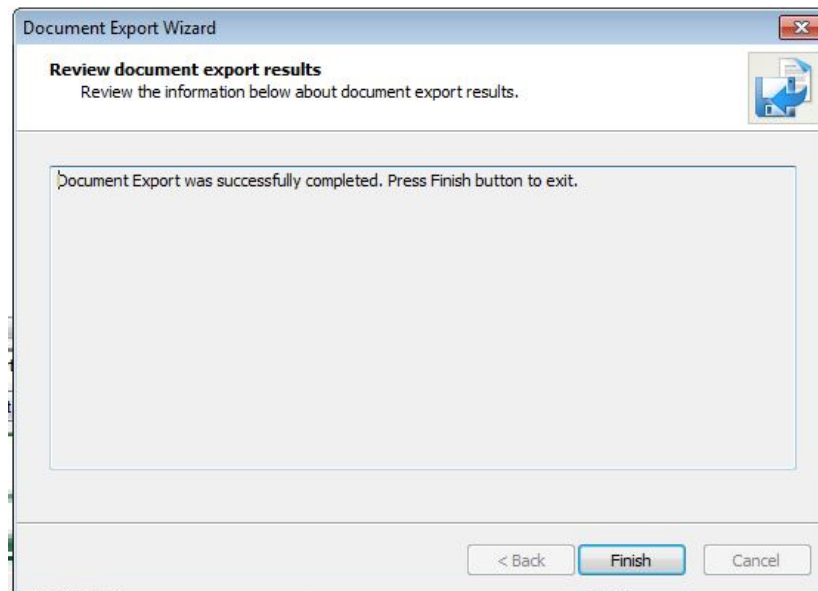 Document Export Wizard
Review document export results
Review the information below about document export results.
Document Export was successfully completed. Press Finish button to exit.
< Back
Finish
Cancel